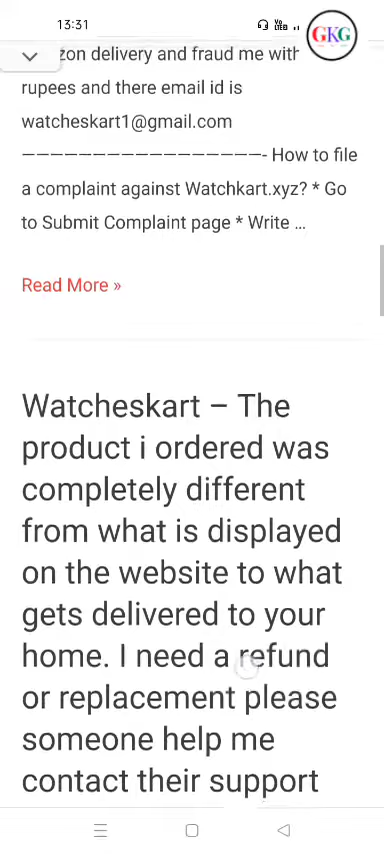 13:31
GKG
zon delivery and fraud me with
rupees and there email id is
watcheskart1@gmail.com
—————————————————- How to file
a complaint against Watchkart.xyz? * Go
to Submit Complaint page * Write ...
Read More »
Watcheskart – The
product i ordered was
completely different
from what is displayed
on the website to what
gets delivered to your
home. I need a refund
or replacement please
someone help me
contact their support